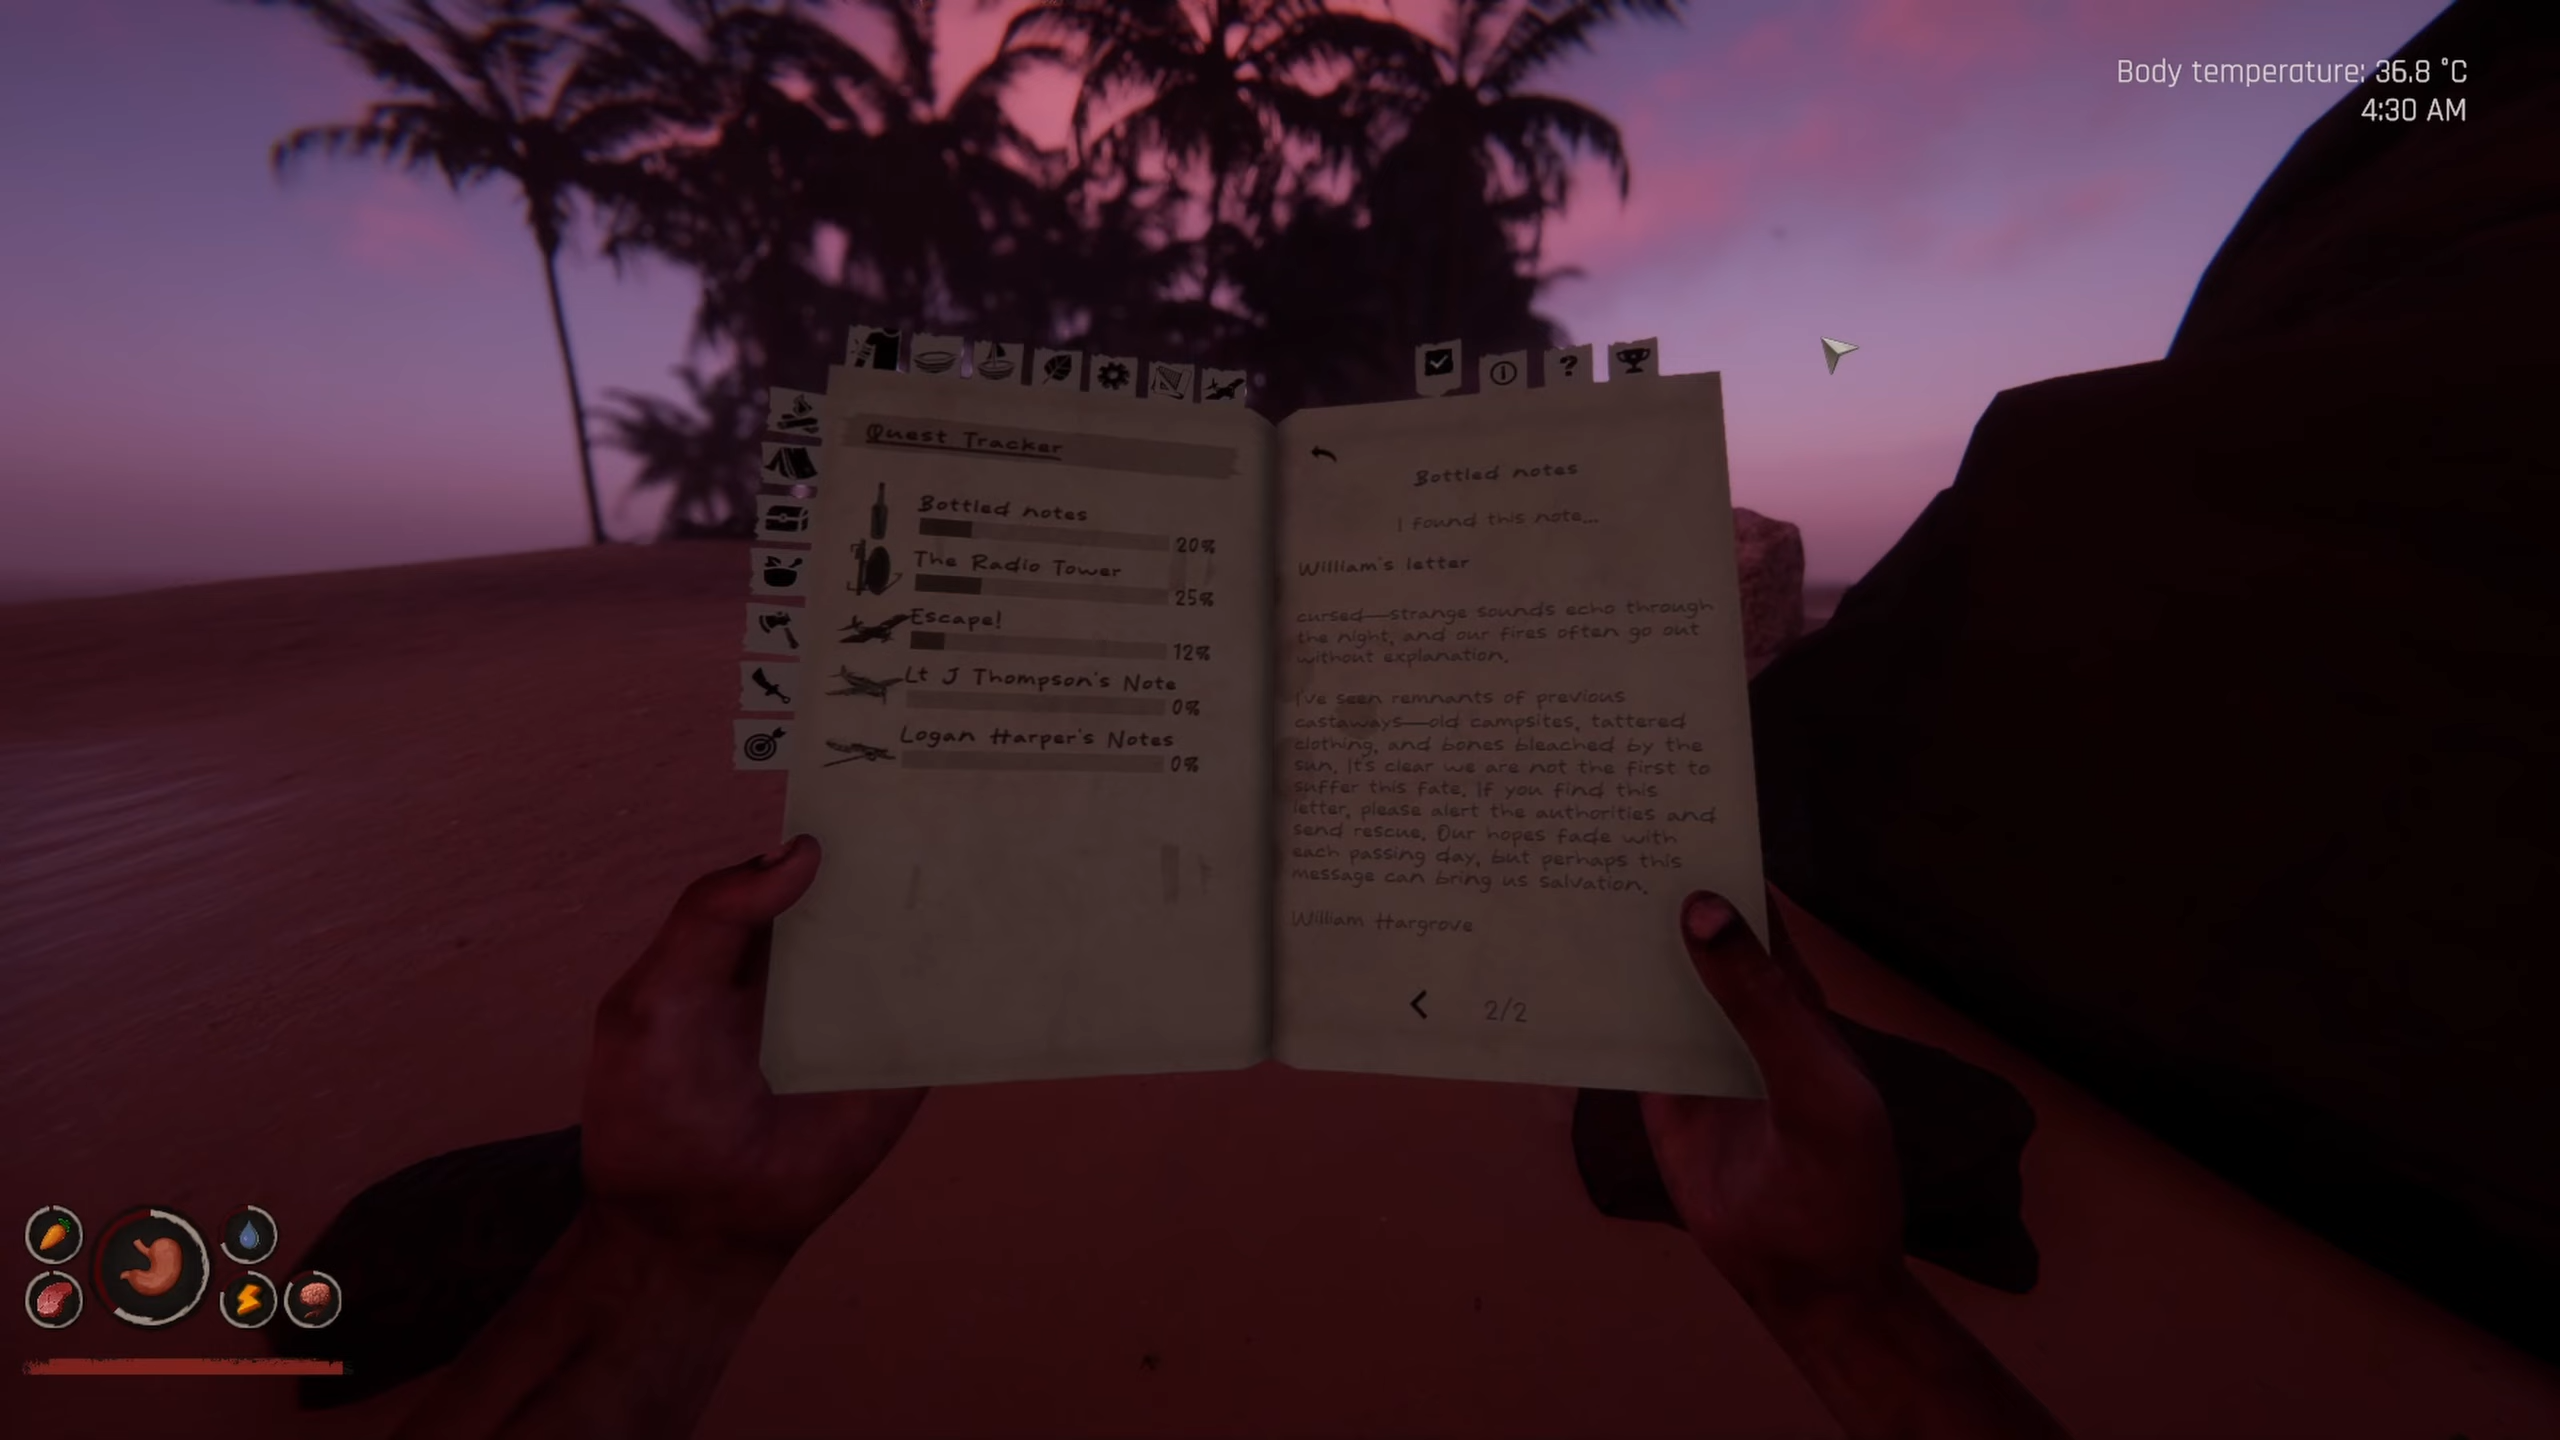 Body temperature: 36.8 °C
4:30 AM
Quest Tracker
Bottled notes
20%
The Radio Tower
25%
Escape!
12%
Lt J Thompson's Note
0%
Logan Harper's Notes
0%
Bottled notes
I found this note...
William's letter
cursed—strange sounds echo through
the night, and our fires often go out
without explanation.
I've seen remnants of previous
castaways—old campsites, tattered
clothing, and bones bleached by the
sun. It's clear we are not the first to
suffer this fate. If you find this
letter, please alert the authorities and
send rescue. Our hopes fade with
each passing day, but perhaps this
message can bring us salvation.
William Hargrove
2/2